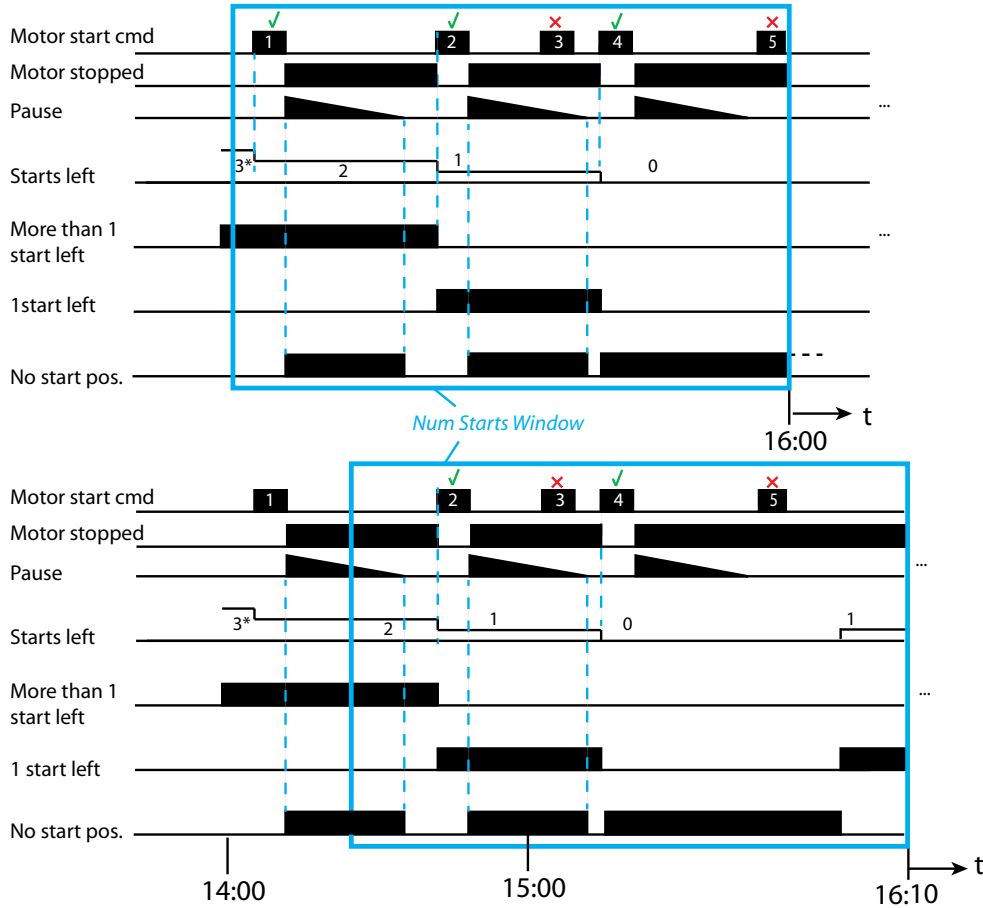 Motor start cmd 1 2 3 4 5
Motor stopped
Pause ...
Starts left 3* 2 1 0
More than 1
start left ...
1start left
No start pos.
t
Num Starts Window
16:00
Motor start cmd 1 2 3 4 5
Motor stopped
Pause ...
Starts left 3* 2 1 0 1
More than 1
start left ...
1 start left
No start pos.
t
14:00 15:00 16:10